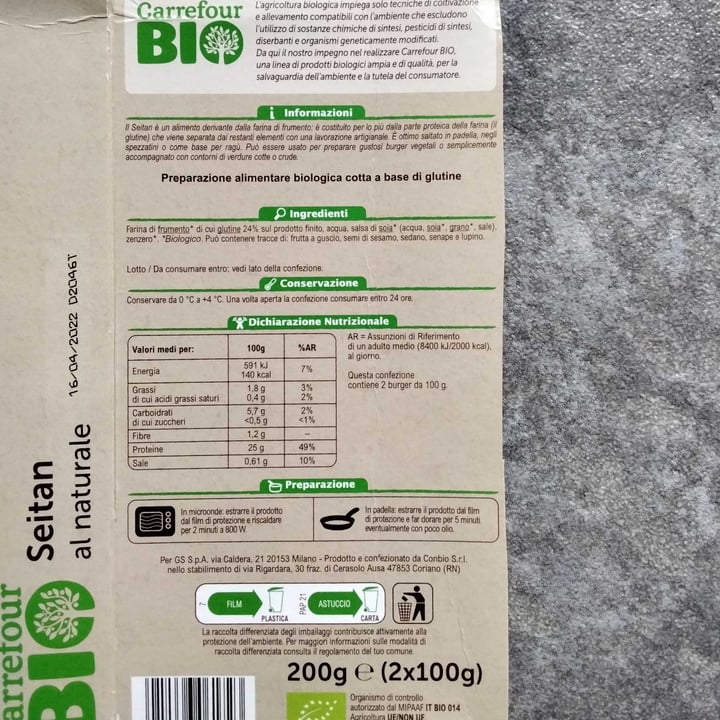 Carrefour
BIO
L'agricoltura biologica impiega solo tecniche di coltivazione
e allevamento compatibili con l'ambiente che escludono
l'utilizzo di sostanze chimiche di sintesi, pesticidi di sintesi,
diserbanti e organismi geneticamente modificati.
Da qui il nostro impegno nel realizzare Carrefour BIO,
una linea di prodotti biologici ampia e di qualità, per la
salvaguardia dell'ambiente e la tutela del consumatore.
Informazioni
Il Seitan è un alimento derivante dalla farina di frumento: è costituito per lo più dalla parte proteica della farina (il
glutine) che viene separata dai restanti elementi con una lavorazione artigianale. È ottimo saltato in padella, negli
spezzatini o come base per ragù. Può essere usato per preparare gustosi burger vegetali o semplicemente
accompagnato con contorni di verdure cotte o crude.
Preparazione alimentare biologica cotta a base di glutine
Ingredienti
Farina di frumento* di cui glutine 24% sul prodotto finito, acqua, salsa di soia* (acqua, soia*, grano*, sale),
zenzero*. *Biologico. Può contenere tracce di: frutta a guscio, semi di sesamo, sedano, senape e lupino.
Lotto / Da consumare entro: vedi lato della confezione.
Conservazione
Conservare da 0 °C a +4 °C. Una volta aperta la confezione consumare entro 24 ore.
Dichiarazione Nutrizionale
Valori medi per: 100g %AR
Energia 591 kJ
140 kcal 7%
Grassi 1,8 g 3%
di cui acidi grassi saturi 0,4 g 2%
Carboidrati 5,7 g 2%
di cui zuccheri <0,5 g <1%
Fibre 1,2 g –
Proteine 25 g 49%
Sale 0,61 g 10%
AR = Assunzioni di Riferimento
di un adulto medio (8400 kJ/2000 kcal),
al giorno.
Questa confezione
contiene 2 burger da 100 g.
Preparazione
In microonde: estrarre il prodotto
dal film di protezione e riscaldare
per 2 minuti a 800 W.
In padella: estrarre il prodotto dal film
di protezione e far dorare per 5 minuti
eventualmente con poco olio.
Per GS S.p.A. via Caldera, 21 20153 Milano - Prodotto e confezionato da Conbio S.r.l.
nello stabilimento di via Rigardara, 30 fraz. di Cerasolo Ausa 47853 Coriano (RN)
7 FILM PLASTICA
PAP 21 ASTUCCIO CARTA
La raccolta differenziata degli imballaggi contribuisce attivamente alla
protezione dell'ambiente. Per maggiori informazioni sulle modalità di
raccolta differenziata consulta il regolamento del tuo comune.
200g e (2x100g)
Organismo di controllo
autorizzato dal MIPAAF IT BIO 014
Agricoltura UE/NON UE
arrefour
BIO
Seitan
al naturale
16/04/2022 D2046T